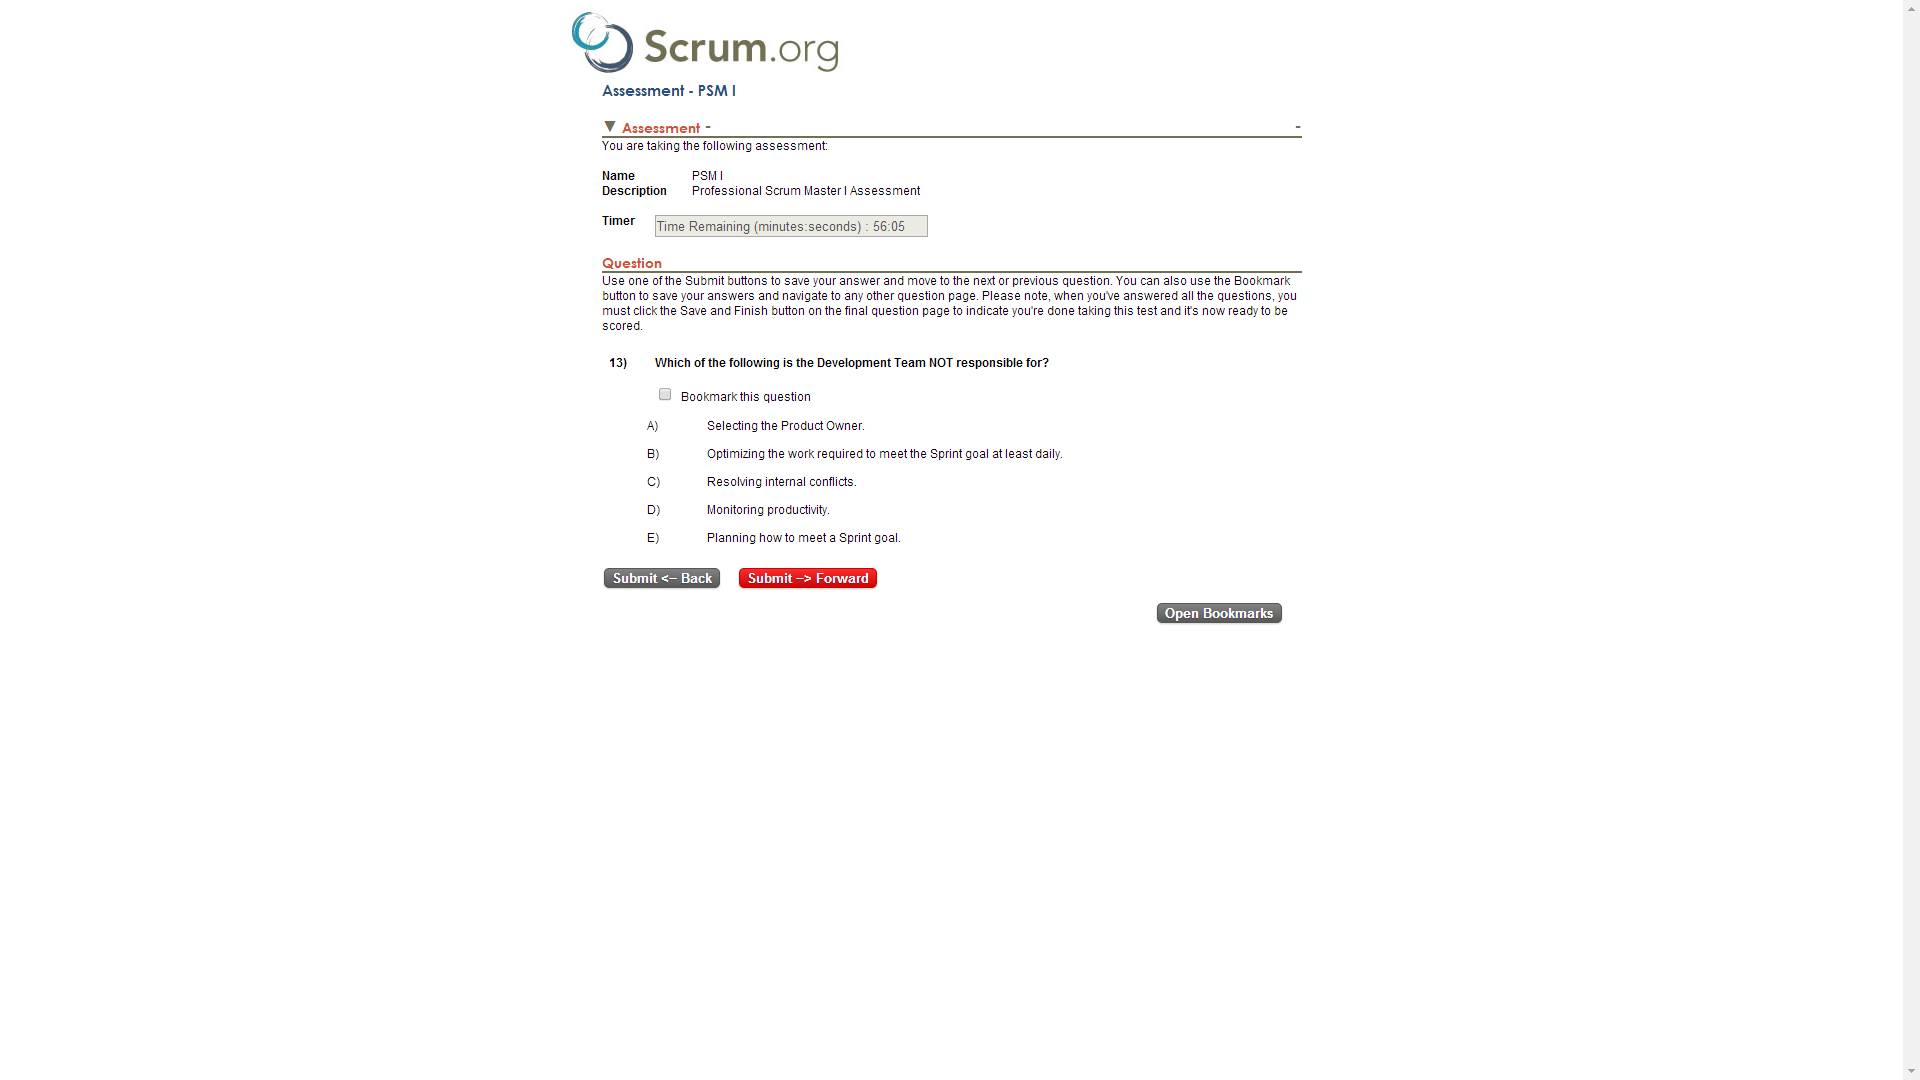 Scrum.org
Assessment - PSM I
▼ Assessment - -
You are taking the following assessment:
Name PSM I
Description Professional Scrum Master I Assessment
Timer Time Remaining (minutes:seconds) : 56:05
Question
Use one of the Submit buttons to save your answer and move to the next or previous question. You can also use the Bookmark
button to save your answers and navigate to any other question page. Please note, when you've answered all the questions, you
must click the Save and Finish button on the final question page to indicate you're done taking this test and it's now ready to be
scored.
13) Which of the following is the Development Team NOT responsible for?
Bookmark this question
A) Selecting the Product Owner.
B) Optimizing the work required to meet the Sprint goal at least daily.
C) Resolving internal conflicts.
D) Monitoring productivity.
E) Planning how to meet a Sprint goal.
Submit <-- Back Submit --> Forward
Open Bookmarks